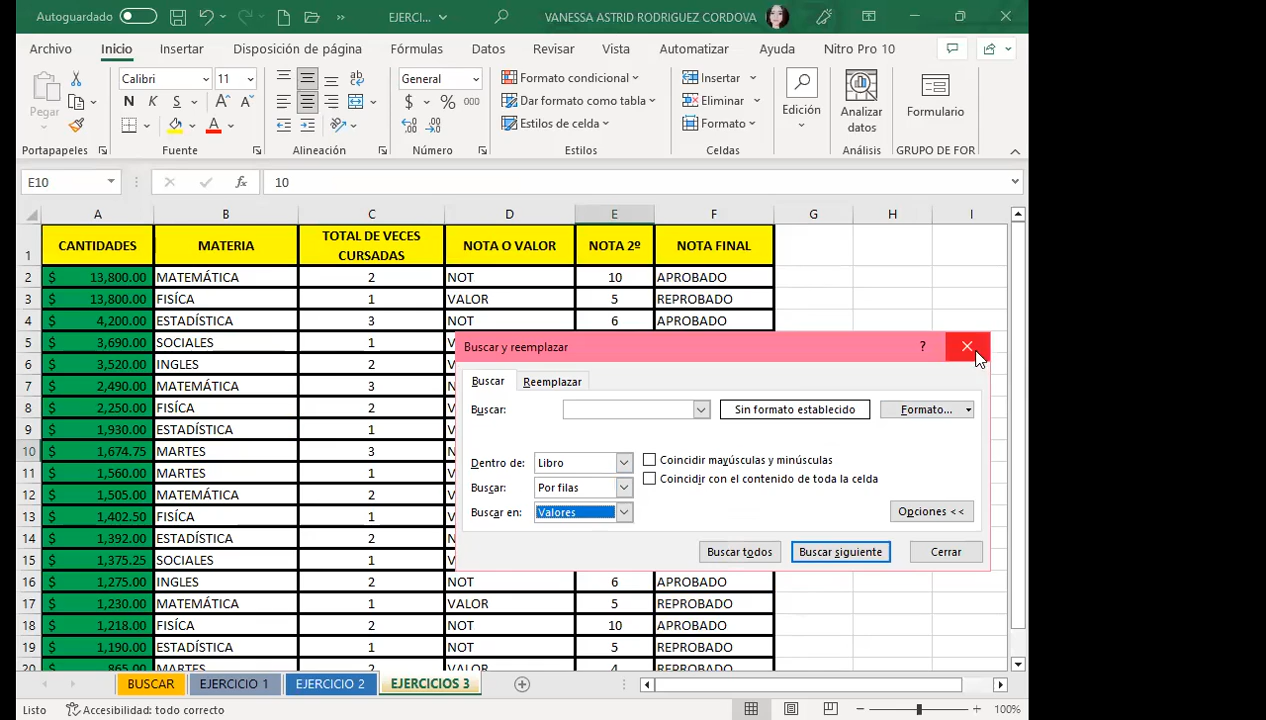 Autoguardado EJERCI... VANESSA ASTRID RODRIGUEZ CORDOVA
Archivo Inicio Insertar Disposición de página Fórmulas Datos Revisar Vista Automatizar Ayuda Nitro Pro 10
Pegar Calibri 11 General Formato condicional Insertar Edición Analizar datos Formulario
N K S $ % 000 Dar formato como tabla Eliminar
A Estilos de celda Formato
Portapapeles Fuente Alineación Número Estilos Celdas Análisis GRUPO DE FOR
E10 fx 10
A B C D E F G H I
1 CANTIDADES MATERIA TOTAL DE VECES CURSADAS NOTA O VALOR NOTA 2º NOTA FINAL
2 $ 13,800.00 MATEMÁTICA 2 NOT 10 APROBADO
3 $ 13,800.00 FISÍCA 1 VALOR 5 REPROBADO
4 $ 4,200.00 ESTADÍSTICA 3 NOT 6 APROBADO
5 $ 3,690.00 SOCIALES 1 V
6 $ 3,520.00 INGLES 2 V
7 $ 2,490.00 MATEMÁTICA 3 N
8 $ 2,250.00 FISÍCA 2 V
9 $ 1,930.00 ESTADÍSTICA 1 V
10 $ 1,674.75 MARTES 3 N
11 $ 1,560.00 MARTES 1 V
12 $ 1,505.00 MATEMÁTICA 2 V
13 $ 1,402.50 FISÍCA 1 V
14 $ 1,392.00 ESTADÍSTICA 2 V
15 $ 1,375.25 SOCIALES 1 V
16 $ 1,275.00 INGLES 2 NOT 6 APROBADO
17 $ 1,230.00 MATEMÁTICA 1 VALOR 5 REPROBADO
18 $ 1,218.00 FISÍCA 2 NOT 10 APROBADO
19 $ 1,190.00 ESTADÍSTICA 1 NOT 5 REPROBADO
20 $ 865.00 MARTES 2 VALOR 4 REPROBADO
Buscar y reemplazar ?
Buscar Reemplazar
Buscar: Sin formato establecido Formato...
Dentro de: Libro Coincidir mayúsculas y minúsculas
Buscar: Por filas Coincidir con el contenido de toda la celda
Buscar en: Valores Opciones <<
Buscar todos Buscar siguiente Cerrar
BUSCAR EJERCICIO 1 EJERCICIO 2 EJERCICIOS 3
Listo Accesibilidad: todo correcto 100%